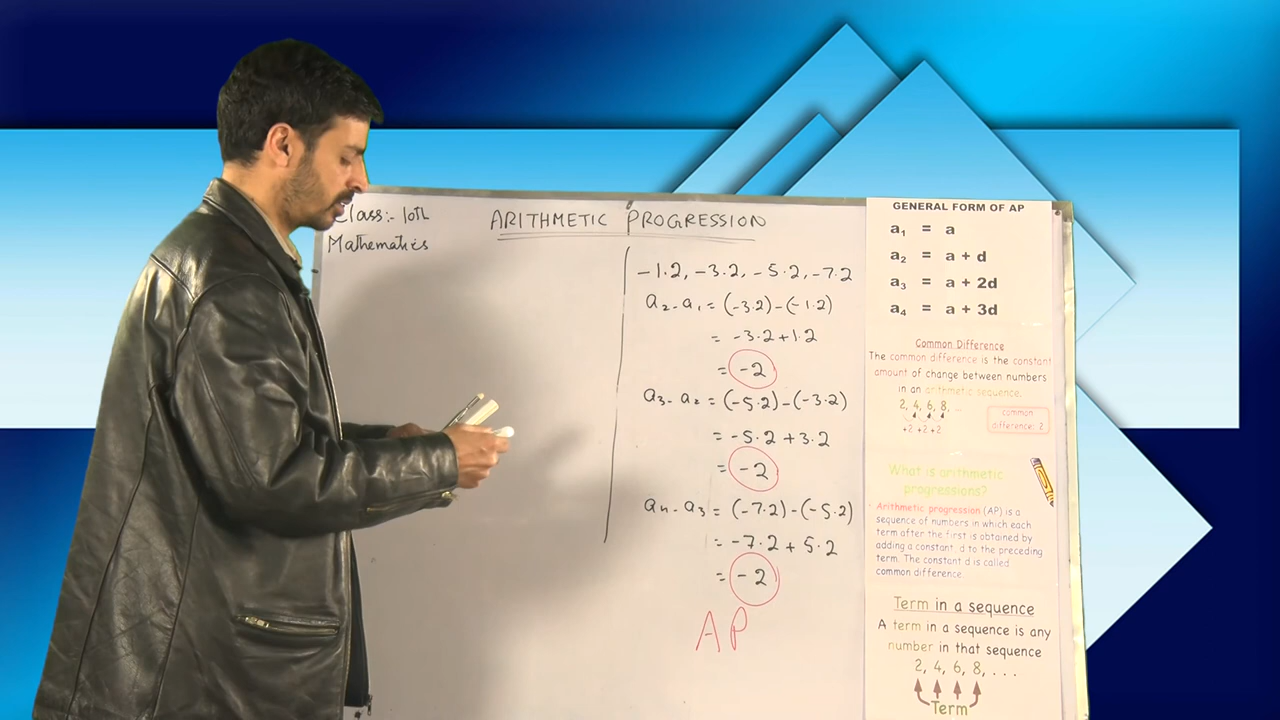 Class:- 10th
Mathematics
ARITHMETIC PROGRESSION
-1.2, -3.2, -5.2, -7.2
a₂- a₁ = (-3.2)-(-1.2)
= -3.2+1.2
= -2
a₃- a₂ = (-5.2)-(-3.2)
= -5.2 +3.2
= -2
a₄- a₃ = (-7.2)-(-5.2)
= -7.2 + 5.2
= -2
AP
GENERAL FORM OF AP
a₁ = a
a₂ = a + d
a₃ = a + 2d
a₄ = a + 3d
Common Difference
The common difference is the constant
amount of change between numbers
in an arithmetic sequence.
2, 4, 6, 8, ...
+2 +2 +2
common
difference: 2
What is arithmetic
progressions?
Arithmetic progression (AP) is a
sequence of numbers in which each
term after the first is obtained by
adding a constant, d to the preceding
term. The constant d is called
common difference.
Term in a sequence
A term in a sequence is any
number in that sequence
2, 4, 6, 8, . . .
Term